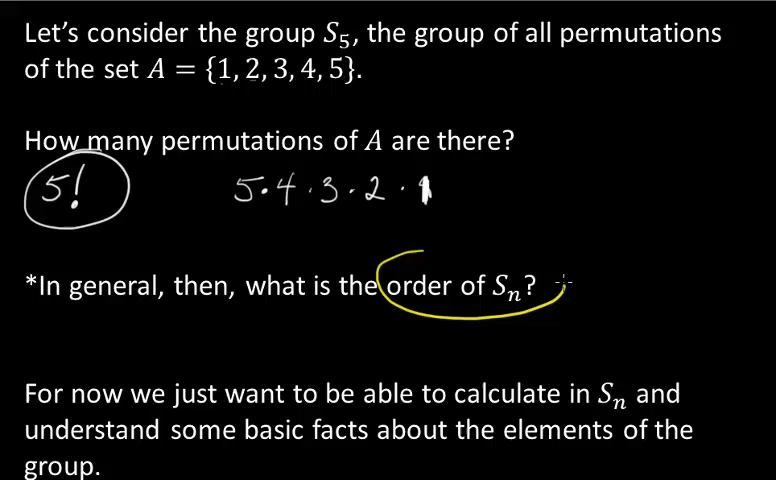 Let's consider the group S₅, the group of all permutations
of the set A = {1, 2, 3, 4, 5}.
How many permutations of A are there?
5! 5·4·3·2·1
*In general, then, what is the order of Sₙ?
For now we just want to be able to calculate in Sₙ and
understand some basic facts about the elements of the
group.